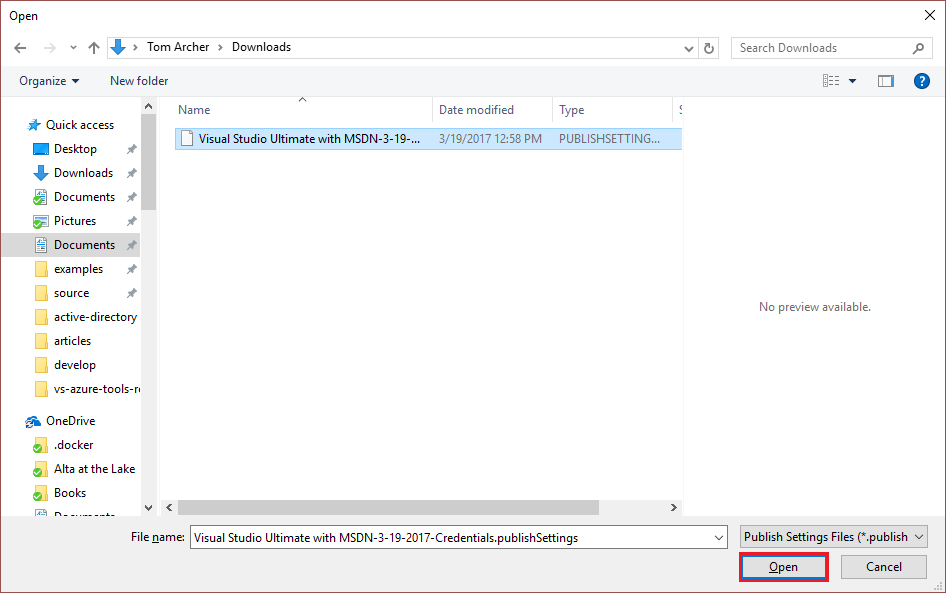 Open
Tom Archer > Downloads
Search Downloads
Organize
New folder
?
Name
Date modified
Type
Visual Studio Ultimate with MSDN-3-19-...
3/19/2017 12:58 PM
PUBLISHSETTING...
Quick access
Desktop
Downloads
Documents
Pictures
Documents
examples
source
active-directory
articles
develop
vs-azure-tools-r
OneDrive
.docker
Alta at the Lake
Books
No preview available.
File name:
Visual Studio Ultimate with MSDN-3-19-2017-Credentials.publishSettings
Publish Settings Files (*.publish
Open
Cancel